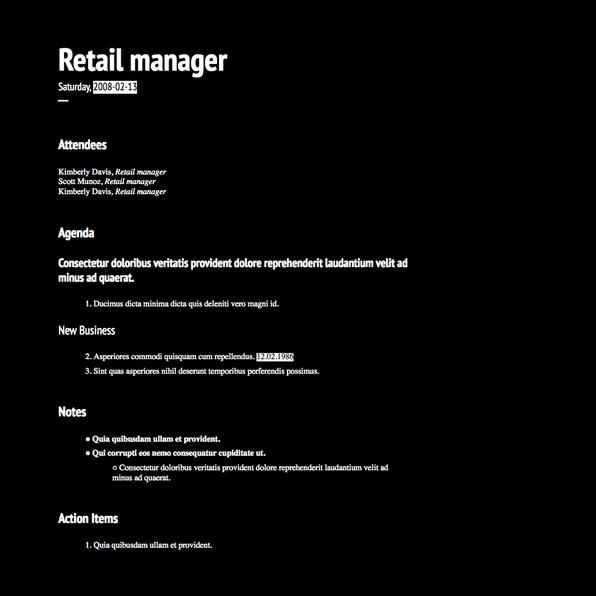 Retail manager
Saturday, 2008-02-13
Attendees
Kimberly Davis, Retail manager
Scott Munoz, Retail manager
Kimberly Davis, Retail manager
Agenda
Consectetur doloribus veritatis provident dolore reprehenderit laudantium velit ad
minus ad quaerat.
1. Ducimus dicta minima dicta quis deleniti vero magni id.
New Business
2. Asperiores commodi quisquam cum repellendus. 12.02.1986
3. Sint quas asperiores nihil deserunt temporibus perferendis possimus.
Notes
● Quia quibusdam ullam et provident.
● Qui corrupti eos nemo consequatur cupiditate ut.
○ Consectetur doloribus veritatis provident dolore reprehenderit laudantium velit ad
minus ad quaerat.
Action Items
1. Quia quibusdam ullam et provident.